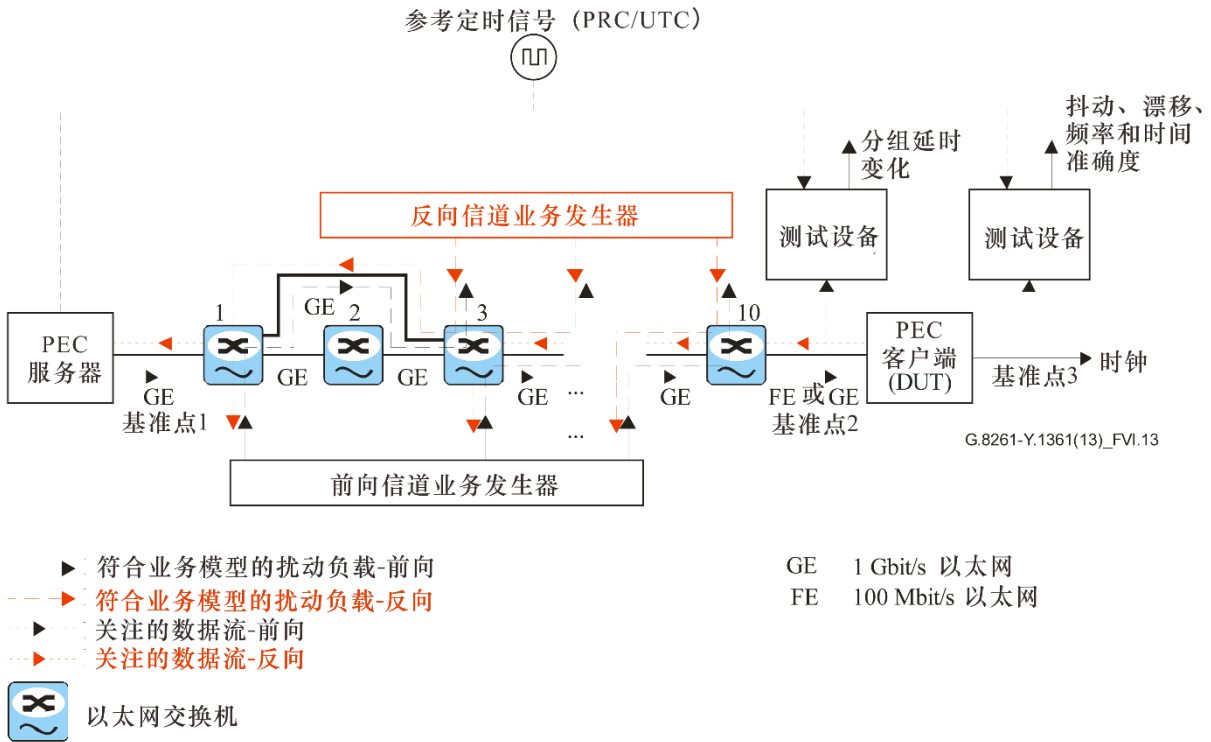 参考定时信号（PRC/UTC）
抖动、漂移、
频率和时间
准确度
分组延时
变化
反向信道业务发生器
测试设备
测试设备
GE
1
2
3
10
PEC
服务器
PEC
客户端
(DUT)
GE
GE
GE
GE
GE
FE 或 GE
基准点1
基准点2
基准点3
时钟
...
...
G.8261-Y.1361(13)_FVI.13
前向信道业务发生器
符合业务模型的扰动负载-前向
符合业务模型的扰动负载-反向
关注的数据流-前向
关注的数据流-反向
以太网交换机
GE 1 Gbit/s 以太网
FE 100 Mbit/s 以太网